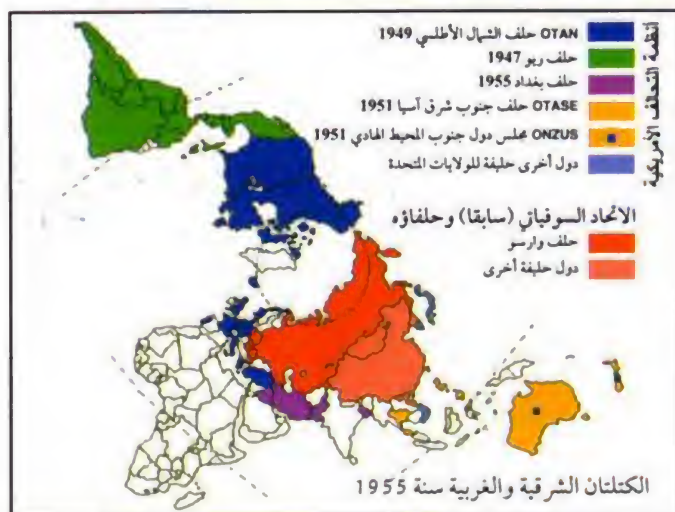 أنظمة التحالف الأمريكية
OTAN حلف الشمال الأطلسي 1949
حلف ريو 1947
حلف بغداد 1955
OTASE حلف جنوب شرق آسيا 1951
ONZUS مجلس دول جنوب المحيط الهادي 1951
دول أخرى حليفة للولايات المتحدة
الاتحاد السوفياتي (سابقا) وحلفاؤه
حلف وارسو
دول حليفة أخرى
الكتلتان الشرقية والغربية سنة 1955